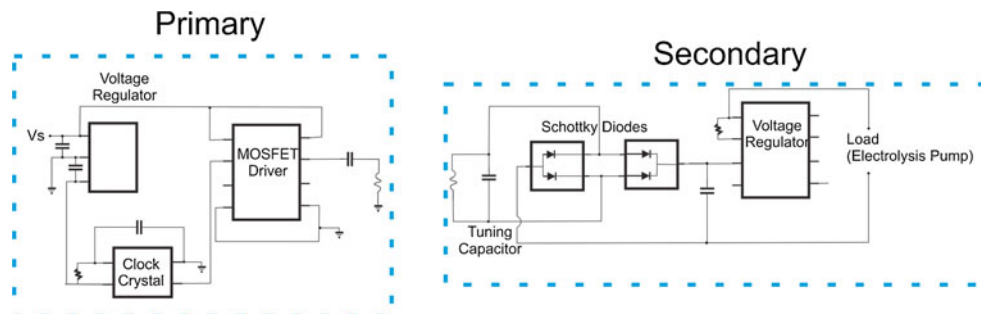 Primary
Voltage
Regulator
Vs
MOSFET
Driver
Clock
Crystal
Secondary
Schottky Diodes
Voltage
Regulator
Load
(Electrolysis Pump)
Tuning
Capacitor